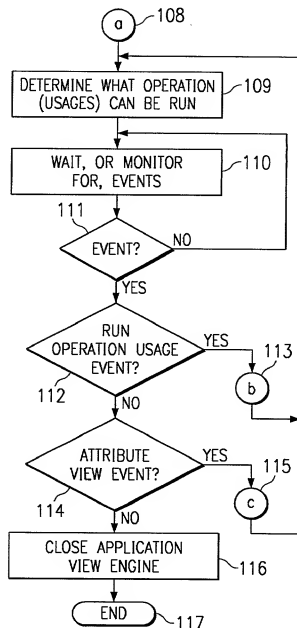 a
108
DETERMINE WHAT OPERATION
(USAGES) CAN BE RUN
109
WAIT, OR MONITOR
FOR, EVENTS
110
111
EVENT?
NO
YES
RUN
OPERATION USAGE
EVENT?
YES
113
112
b
NO
ATTRIBUTE
VIEW EVENT?
YES
115
114
c
NO
CLOSE APPLICATION
VIEW ENGINE
116
END
117